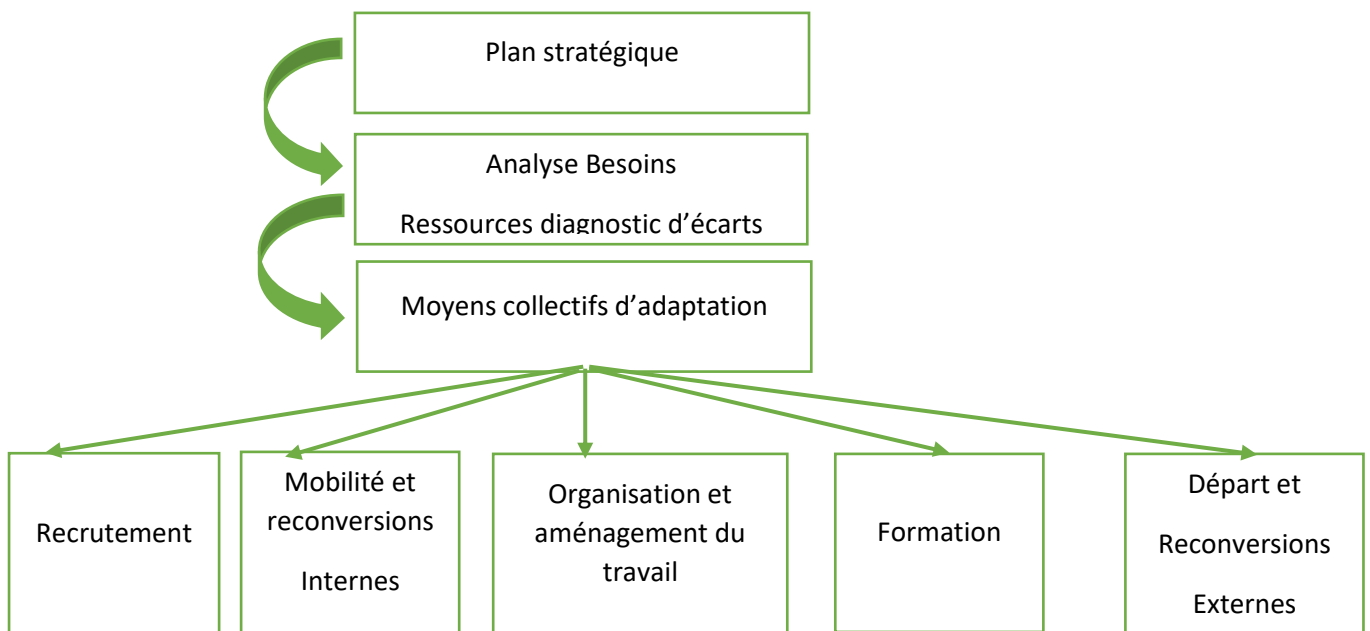 Plan stratégique
Analyse Besoins
Ressources diagnostic d’écarts
Moyens collectifs d’adaptation
Recrutement
Mobilité et
reconversions
Internes
Organisation et
aménagement du
travail
Formation
Départ et
Reconversions
Externes